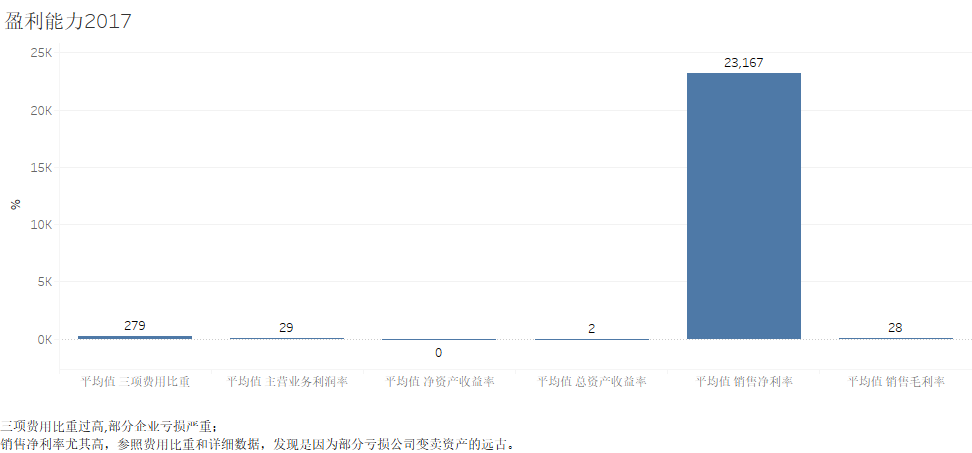 盈利能力2017
25K
20K
15K
10K
5K
0K
%
279
29
0
2
23,167
28
平均值 三项费用比重
平均值 主营业务利润率
平均值 净资产收益率
平均值 总资产收益率
平均值 销售净利率
平均值 销售毛利率
三项费用比重过高,部分企业亏损严重；
销售净利率尤其高，参照费用比重和详细数据，发现是因为部分亏损公司变卖资产的远占。